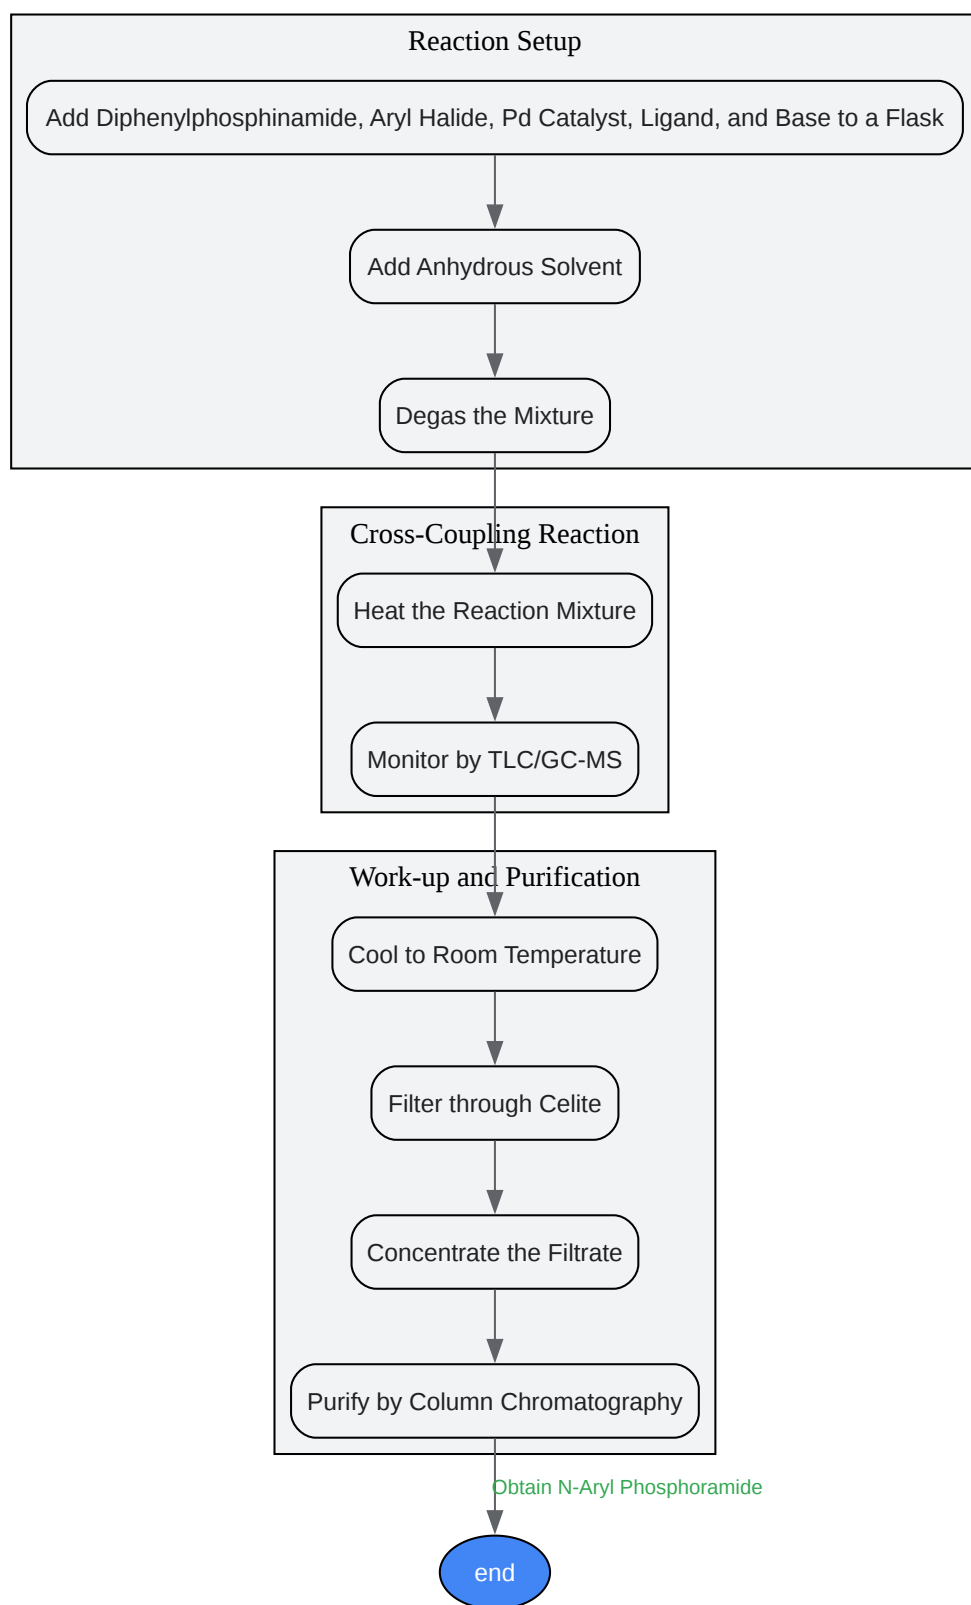 Reaction Setup
Add Diphenylphosphinamide, Aryl Halide, Pd Catalyst, Ligand, and Base to a Flask
Add Anhydrous Solvent
Degas the Mixture
Cross-Coupling Reaction
Heat the Reaction Mixture
Monitor by TLC/GC-MS
Work-up and Purification
Cool to Room Temperature
Filter through Celite
Concentrate the Filtrate
Purify by Column Chromatography
Obtain N-Aryl Phosphoramide
end